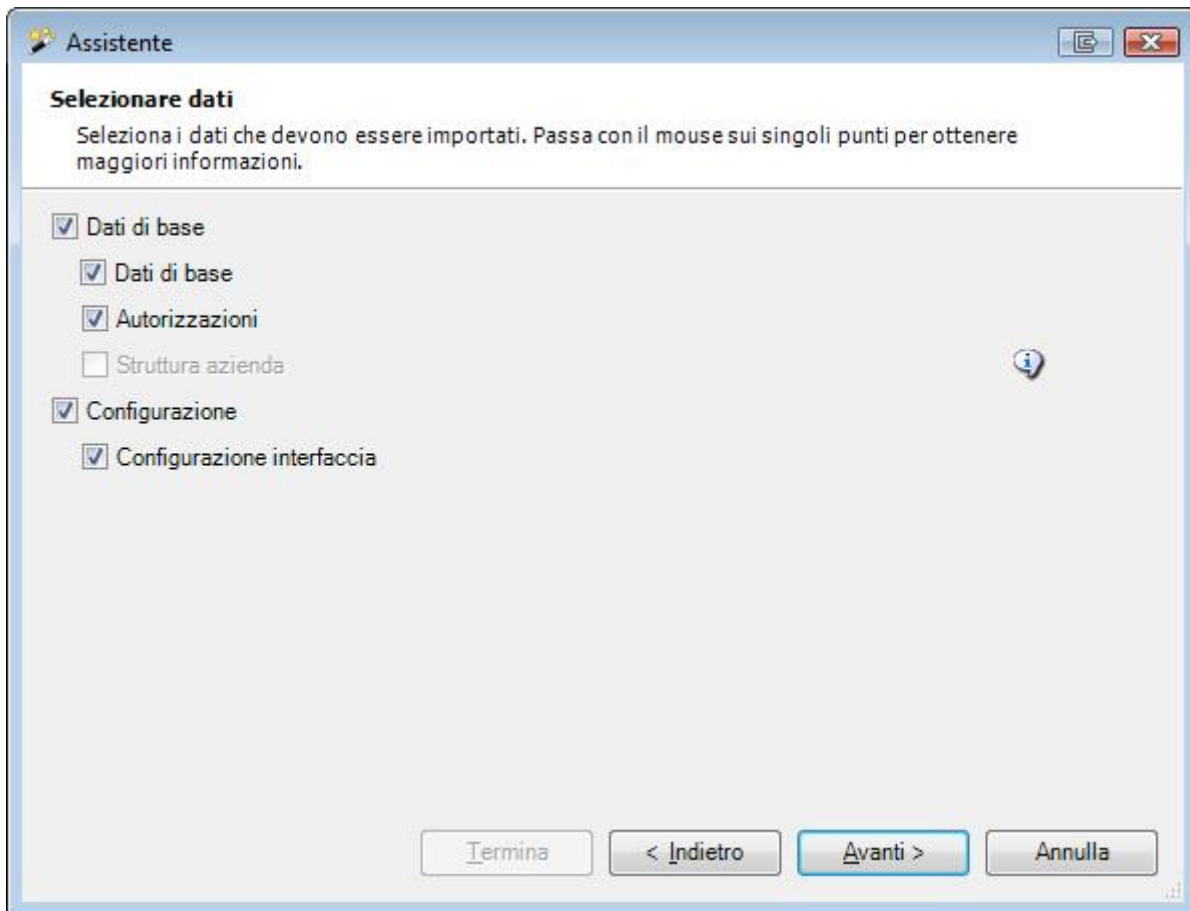 Assistente
Selezionare dati
Seleziona i dati che devono essere importati. Passa con il mouse sui singoli punti per ottenere
maggiori informazioni.
Dati di base
Dati di base
Autorizzazioni
Struttura azienda
Configurazione
Configurazione interfaccia
Termina
< Indietro
Avanti >
Annulla